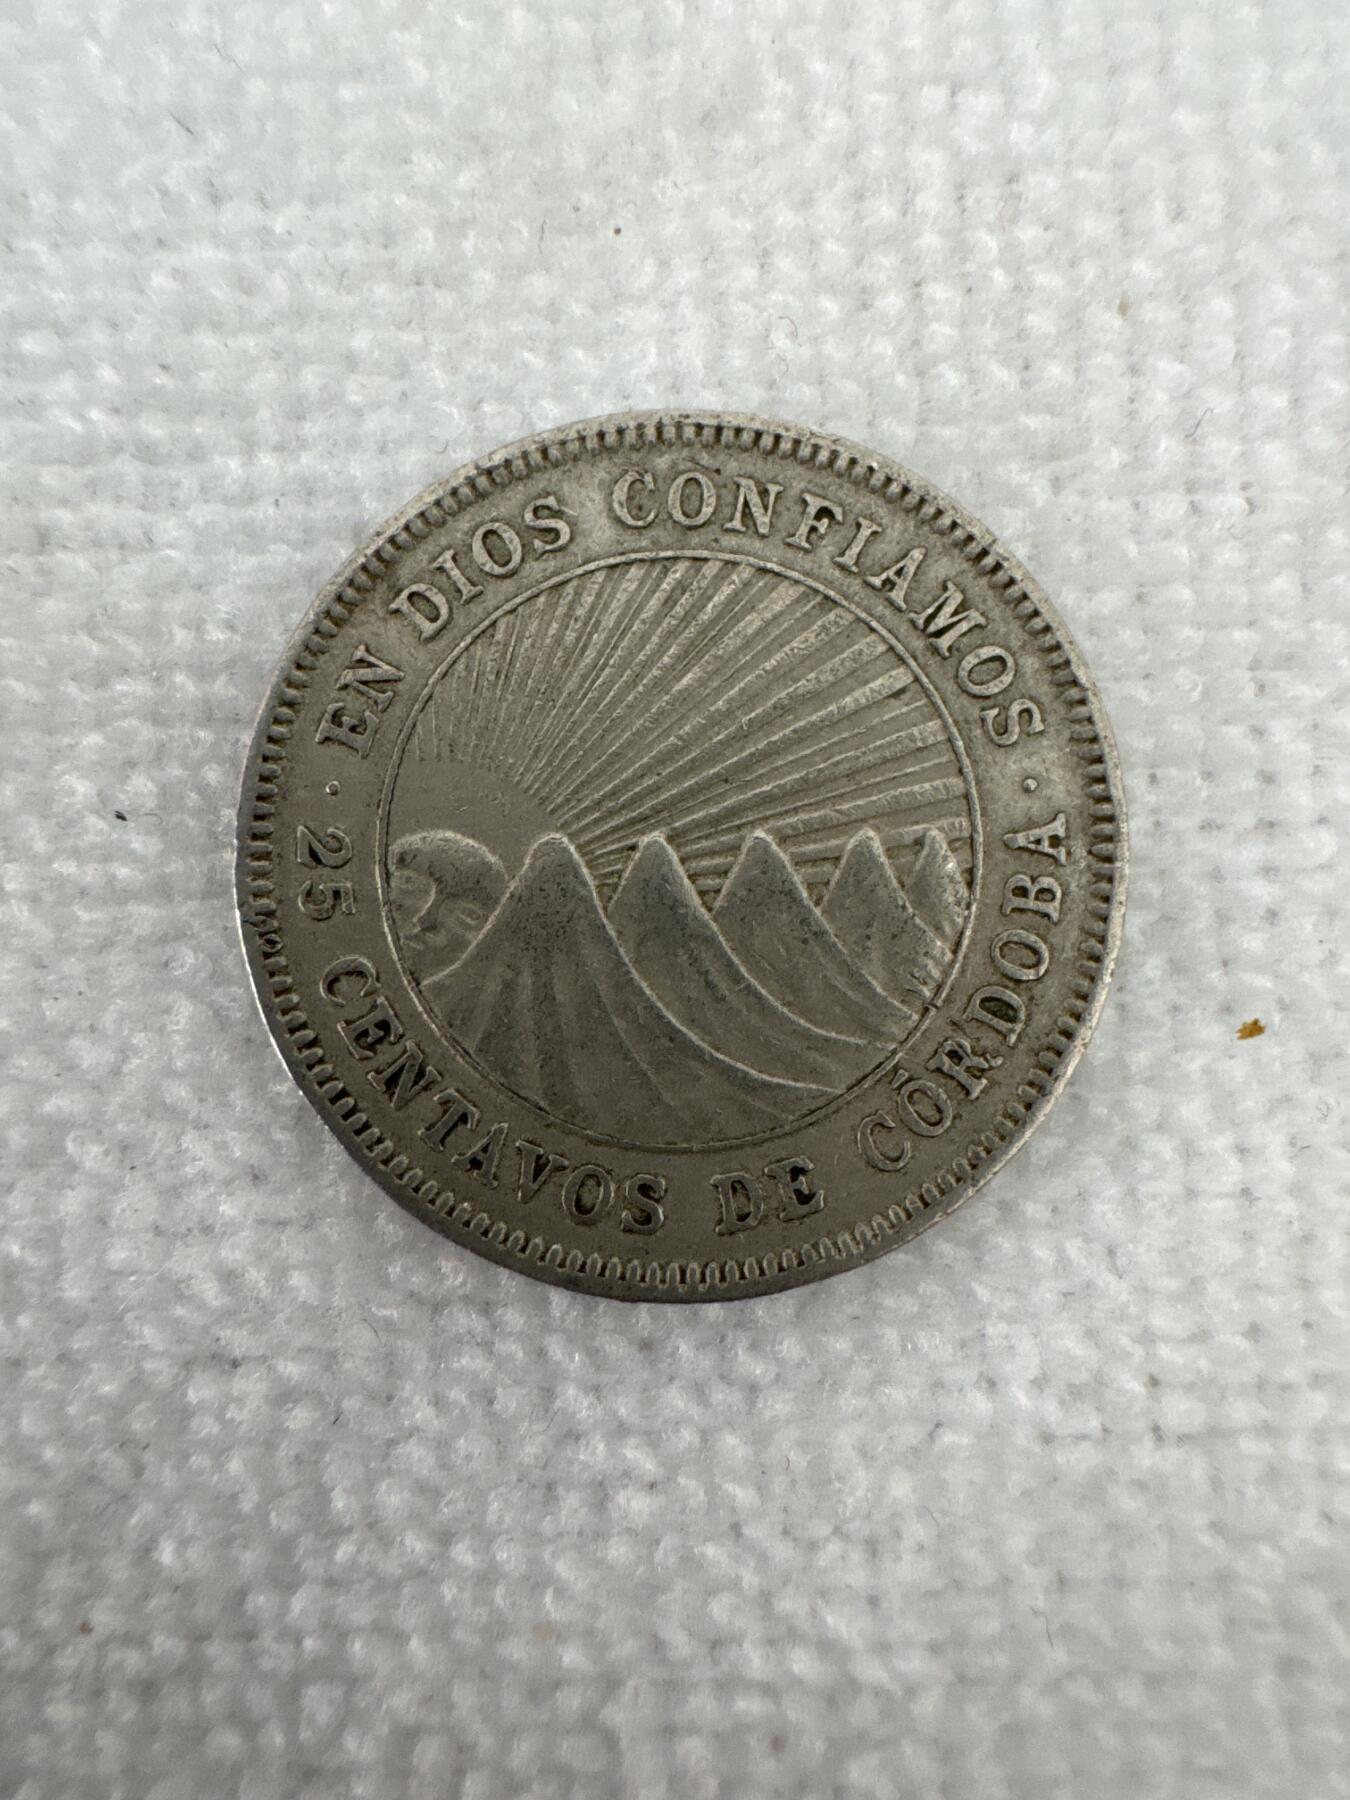 · EN DIOS CONFIAMOS ·
25 CENTAVOS DE CÓRDOBA